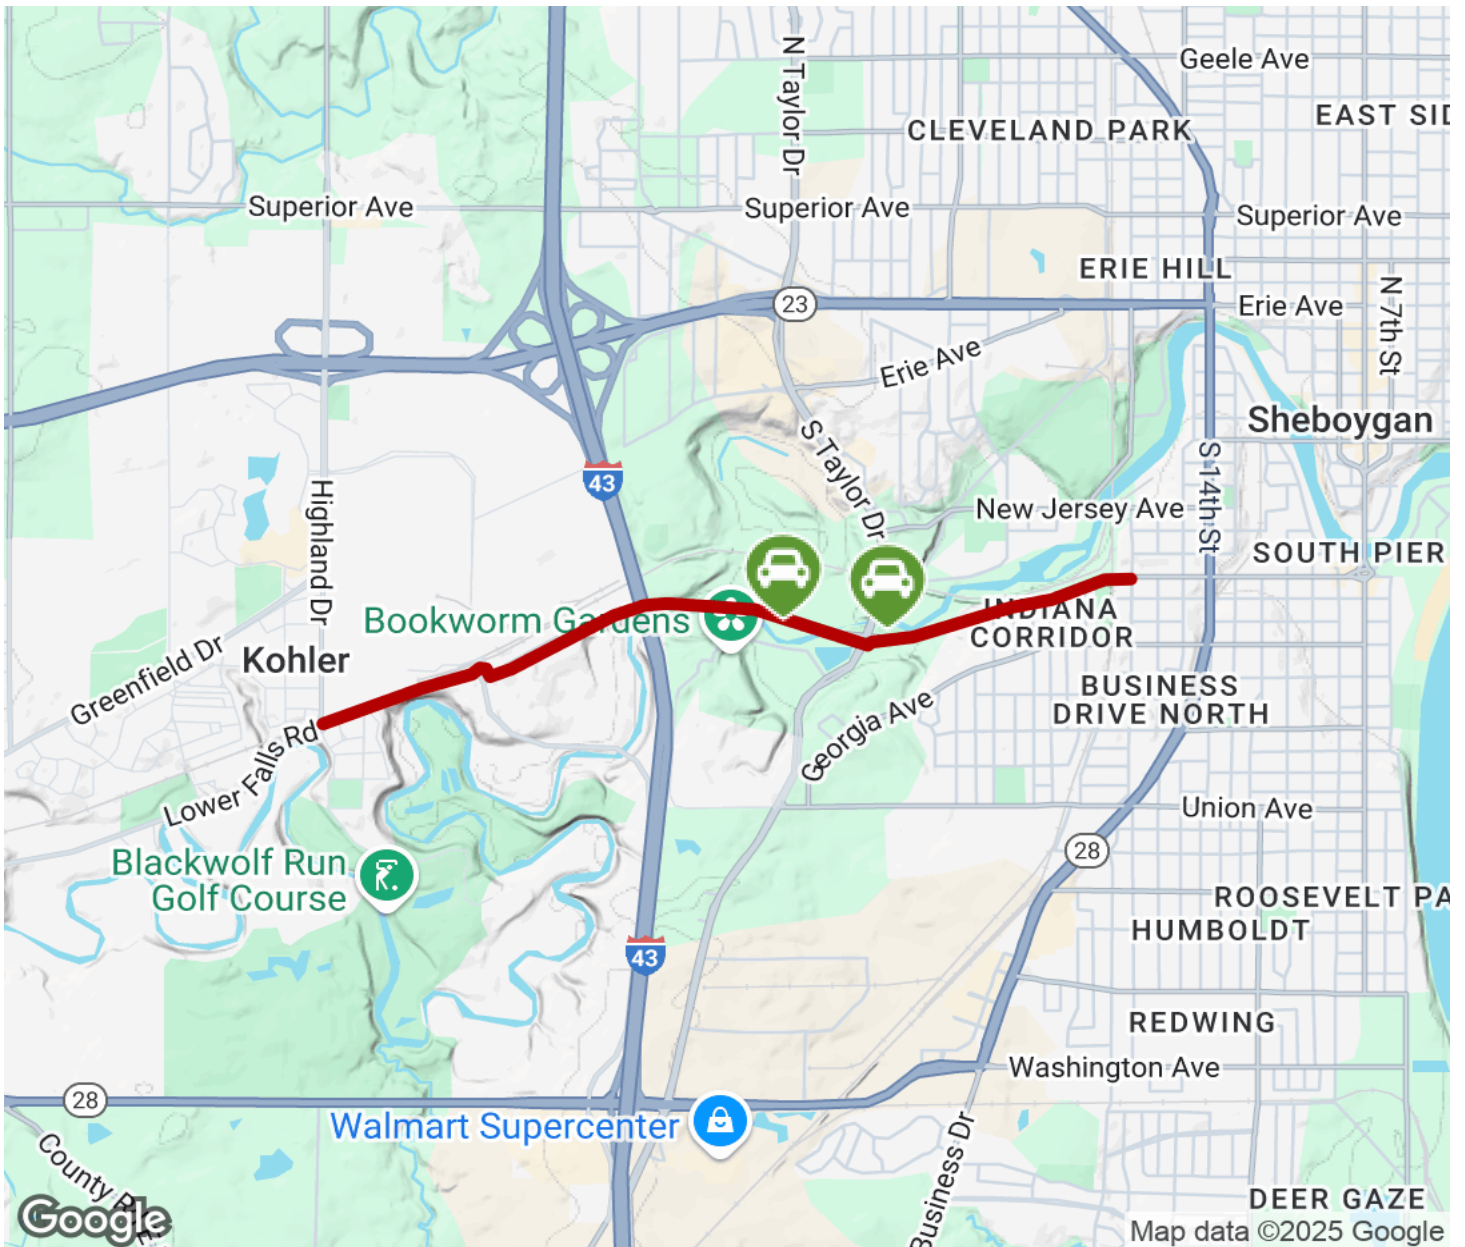 Geele Ave
N Taylor Dr
EAST SID
CLEVELAND PARK
Superior Ave
Superior Ave
Superior Ave
ERIE HILL
23
Erie Ave
N 7th St
Erie Ave
Sheboygan
S Taylor Dr
S 14th St
43
Highland Dr
New Jersey Ave
SOUTH PIER
Bookworm Gardens
INDIANA
CORRIDOR
Greenfield Dr
Kohler
BUSINESS
DRIVE NORTH
Georgia Ave
Lower Falls Rd
Union Ave
28
Blackwolf Run
Golf Course
ROOSEVELT PA
HUMBOLDT
43
REDWING
Washington Ave
28
Walmart Supercenter
County
Business Dr
DEER GAZE
Google
Map data ©2025 Google